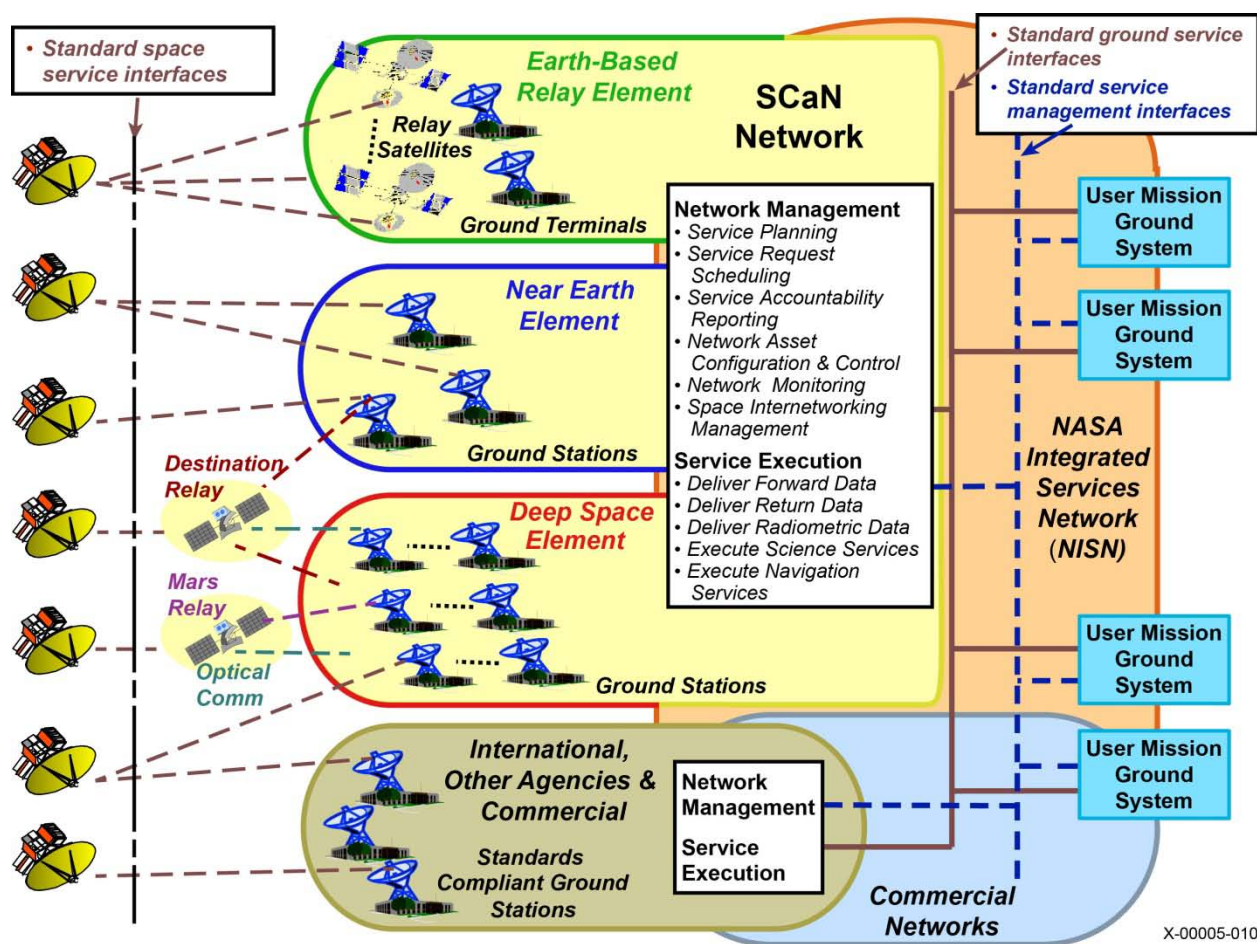 • Standard space
service interfaces
Earth-Based
Relay Element
Relay
Satellites
Ground Terminals
SCaN
Network
• Standard ground service
interfaces
• Standard service
management interfaces
Near Earth
Element
Ground Stations
Destination
Relay
Mars
Relay
Optical
Comm
Deep Space
Element
Ground Stations
Network Management
• Service Planning
• Service Request
Scheduling
• Service Accountability
Reporting
• Network Asset
Configuration & Control
• Network Monitoring
• Space Internetworking
Management
Service Execution
• Deliver Forward Data
• Deliver Return Data
• Deliver Radiometric Data
• Execute Science Services
• Execute Navigation
Services
User Mission
Ground
System
User Mission
Ground
System
NASA
Integrated
Services
Network
(NISN)
User Mission
Ground
System
User Mission
Ground
System
International,
Other Agencies &
Commercial
Standards
Compliant Ground
Stations
Network
Management
Service
Execution
Commercial
Networks
X-00005-010